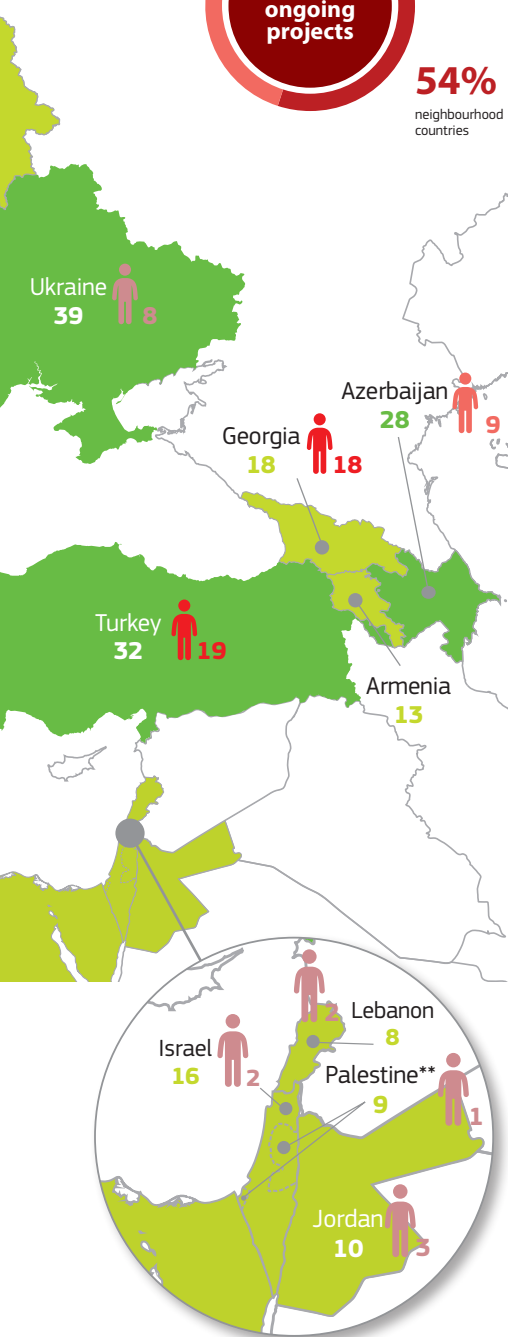 ongoing
projects
54%
neighbourhood
countries
Ukraine
39
8
Azerbaijan
28
9
Georgia
18
18
Turkey
32
19
Armenia
13
2
Lebanon
8
Israel
16
2
Palestine**
9
1
Jordan
10
3